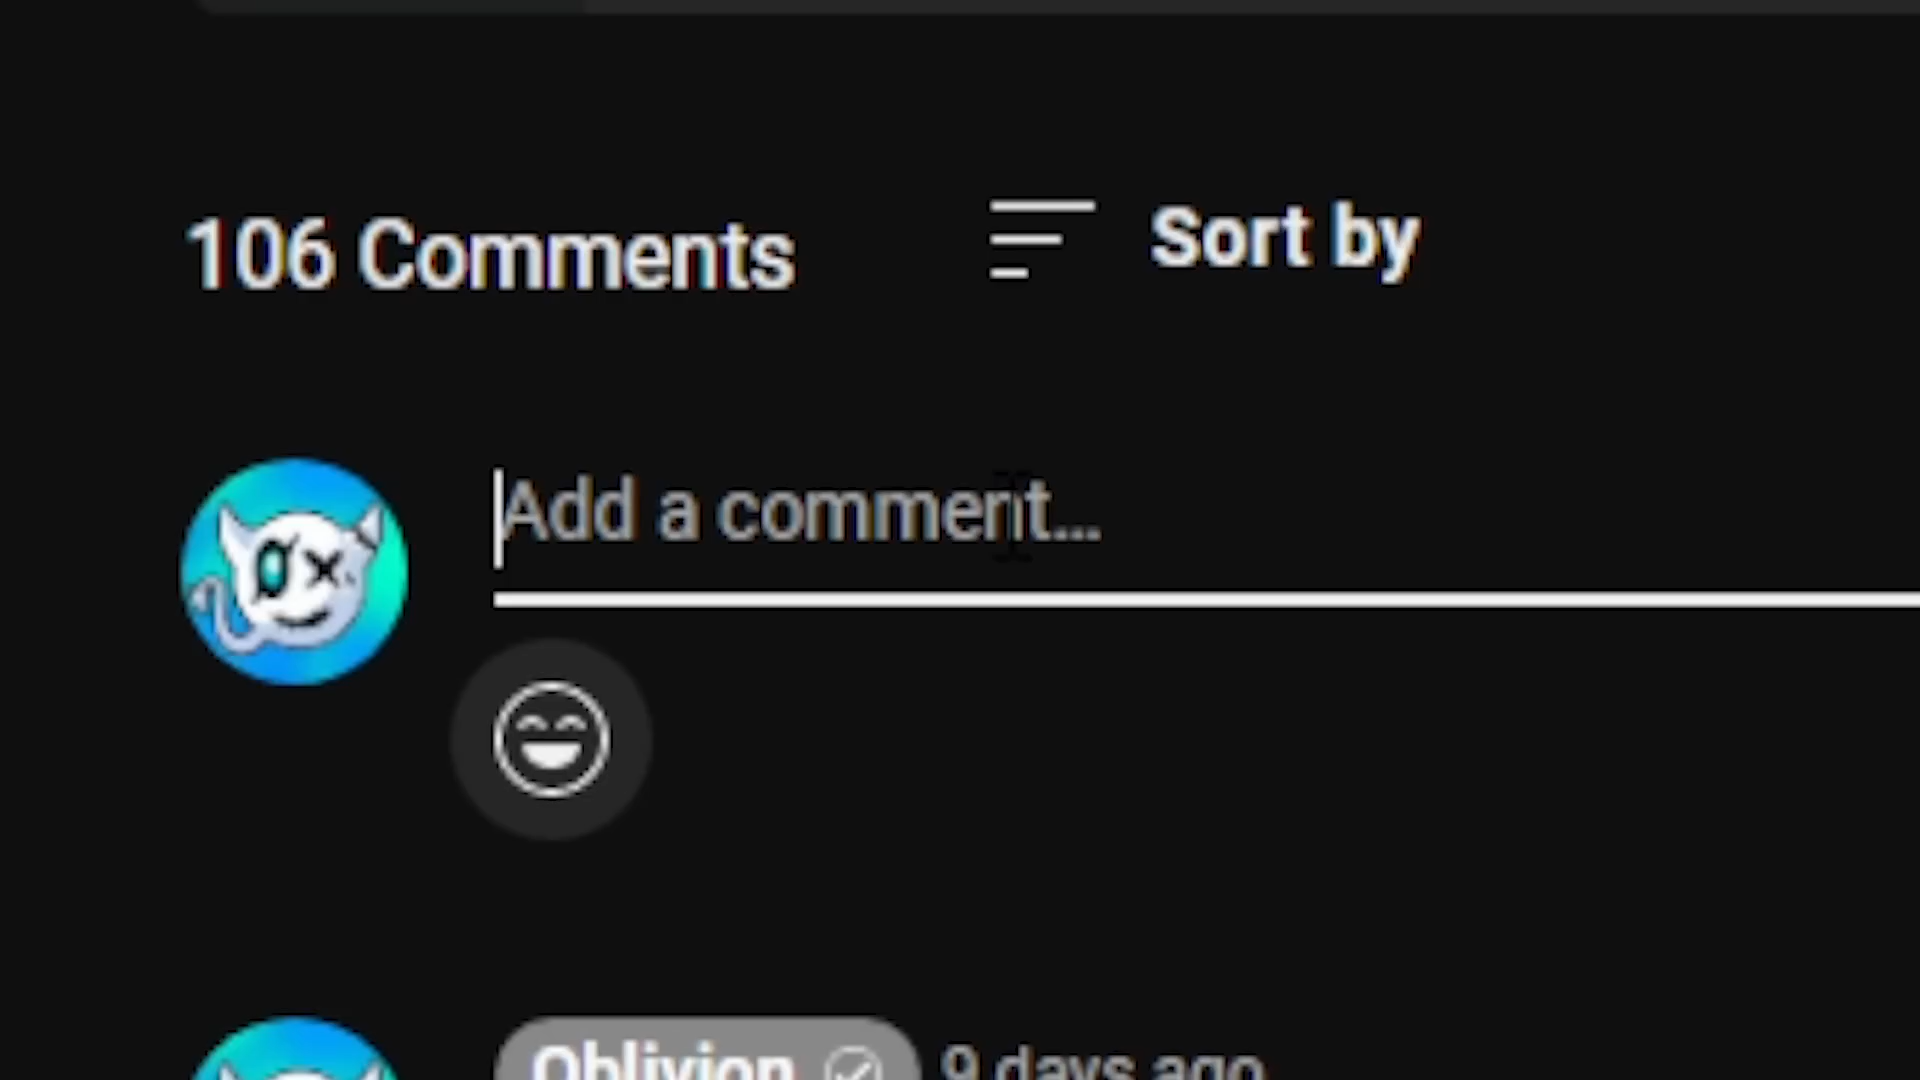 106 Comments
Sort by
Add a comment...
Oblivion
9 days ago